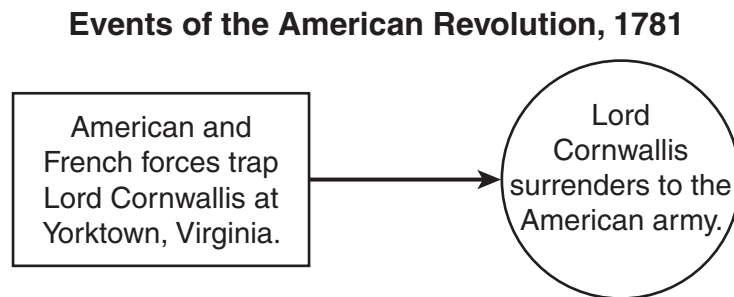 Events of the American Revolution, 1781
American and
French forces trap
Lord Cornwallis at
Yorktown, Virginia.
Lord
Cornwallis
surrenders to the
American army.